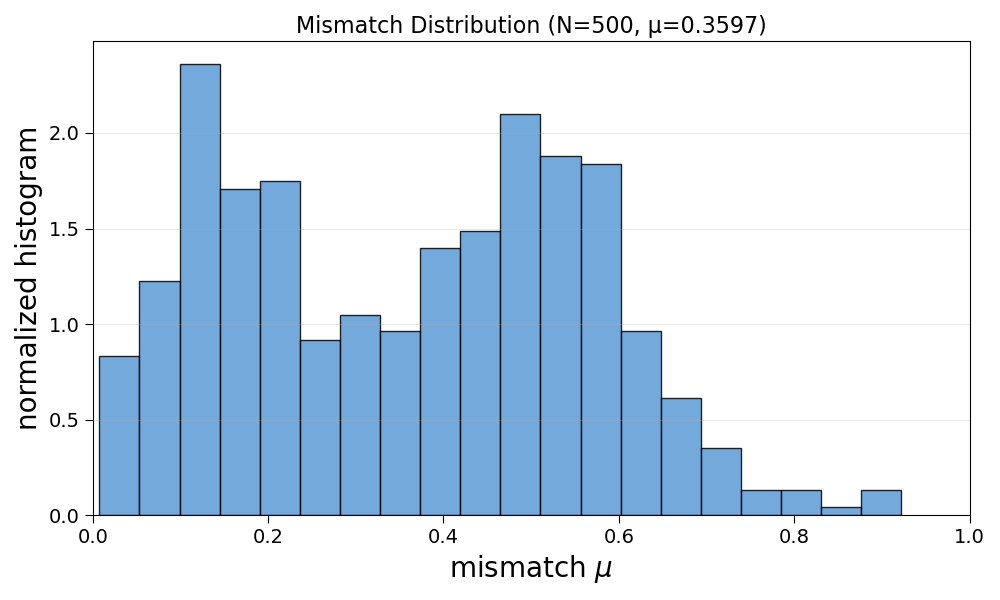 Mismatch Distribution (N=500, μ=0.3597)
normalized histogram
2.0
1.5
1.0
0.5
0.0
0.0 0.2 0.4 0.6 0.8 1.0
mismatch μ